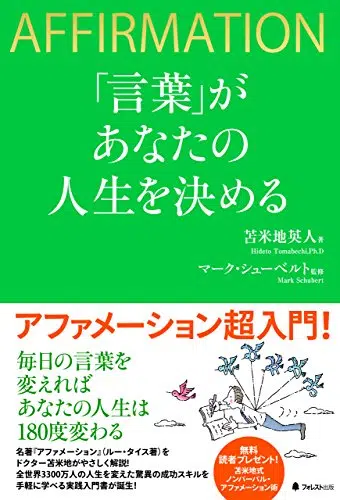 AFFIRMATION
「言葉」が
あなたの
人生を決める
苫米地英人 著
Hideto Tomabechi,Ph.D
マーク・シューベルト 監修
Mark Schubert
アファメーション超入門!
毎日の言葉を
変えれば
あなたの人生は
180度変わる
名著『アファメーション』(ルー・タイス著)を
ドクター苫米地がやさしく解説!
全世界3300万人の人生を変えた驚異の成功スキルを
手軽に学べる実践入門書が誕生!
無料
読者プレゼント!
苫米地式
ノンバーバル・
アファメーション術
フォレスト出版